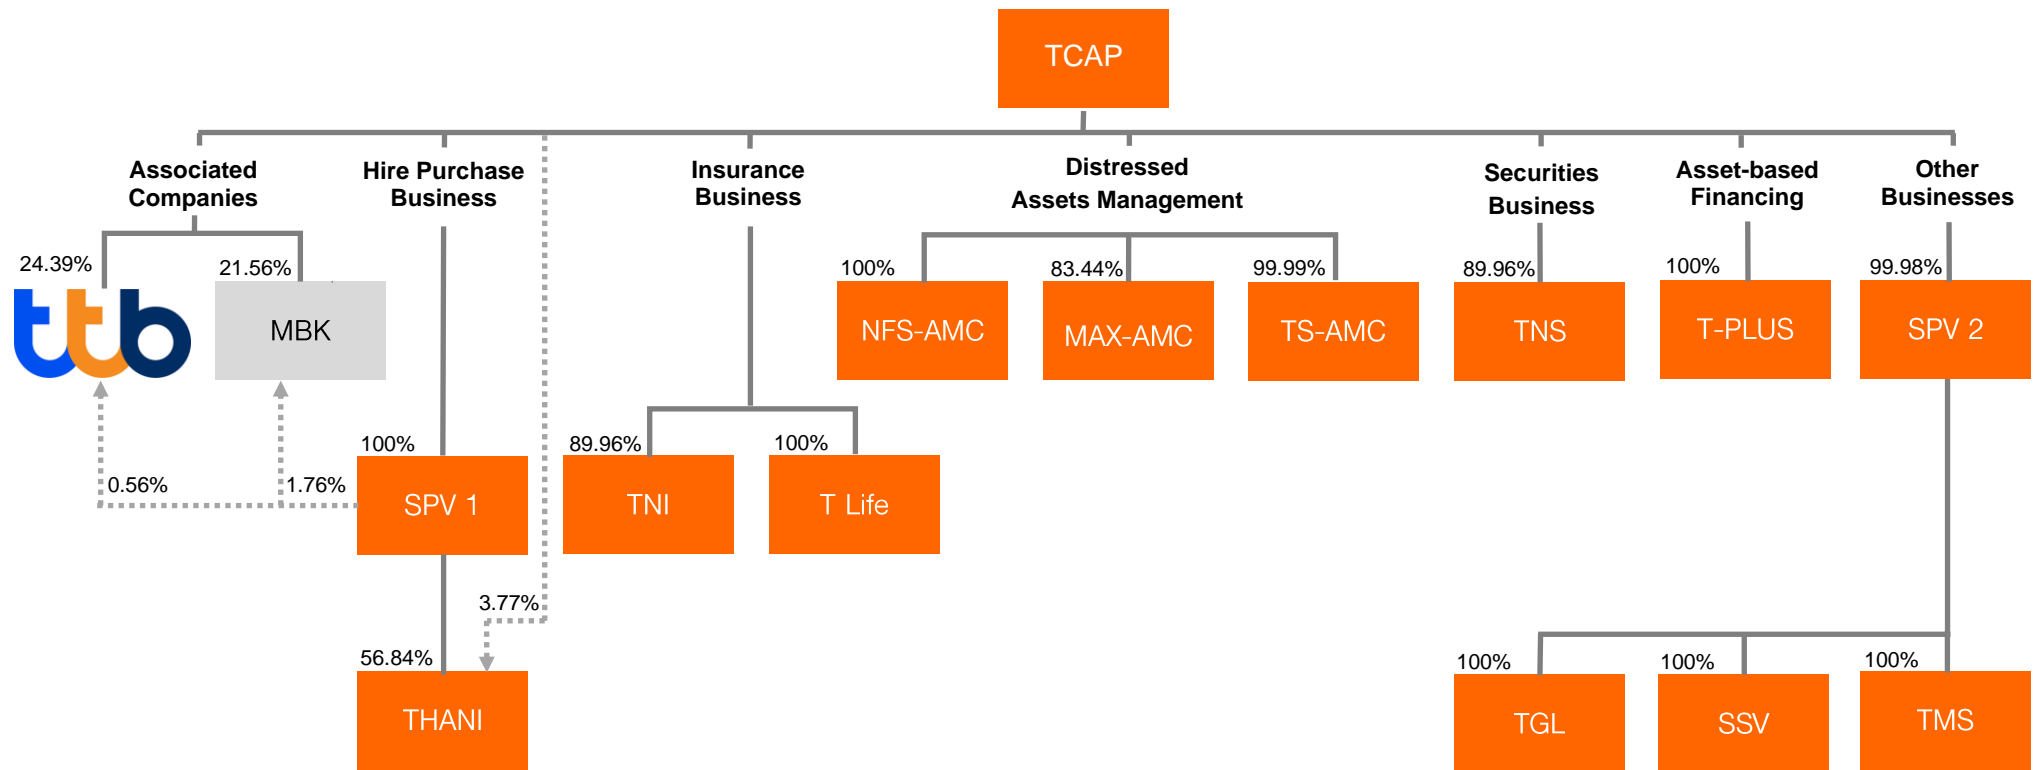 TCAP
Associated
Companies
Hire Purchase
Business
Insurance
Business
Distressed
Assets Management
Securities
Business
Asset-based
Financing
Other
Businesses
24.39%
21.56%
100%
83.44%
99.99%
89.96%
100%
99.98%
ttb
MBK
NFS-AMC
MAX-AMC
TS-AMC
TNS
T-PLUS
SPV 2
100%
89.96%
100%
0.56%
1.76%
SPV 1
TNI
T Life
3.77%
56.84%
100%
100%
100%
THANI
TGL
SSV
TMS